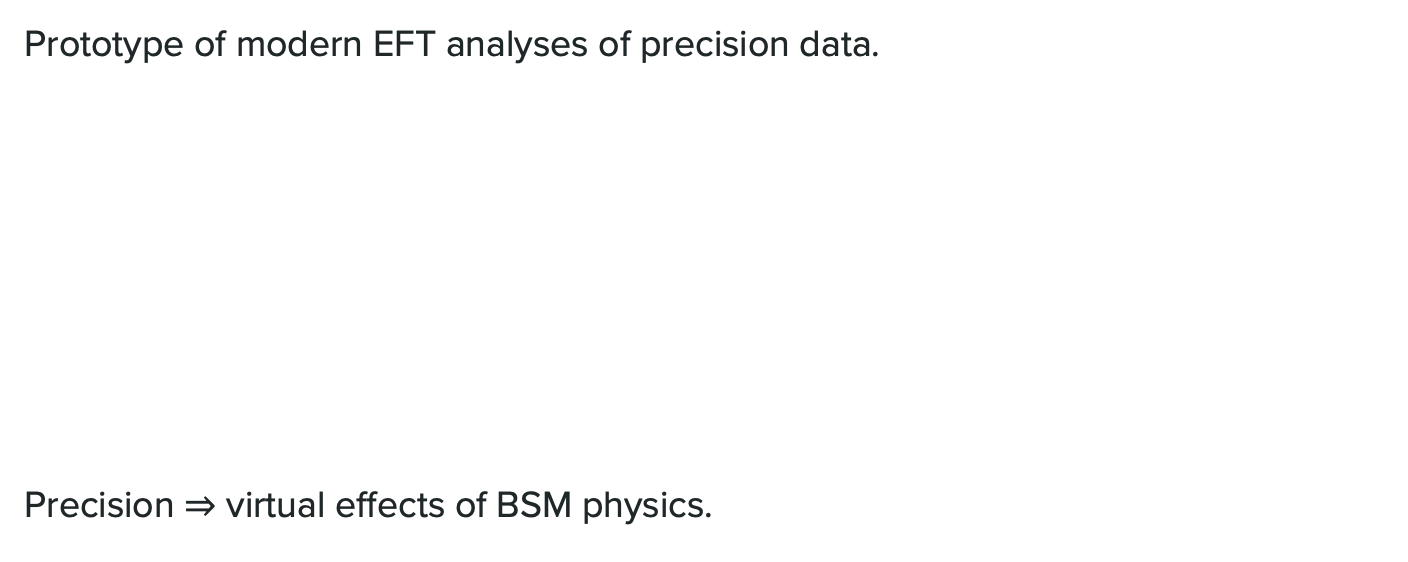 Prototype of modern EFT analyses of precision data.
Precision ⇒ virtual effects of BSM physics.